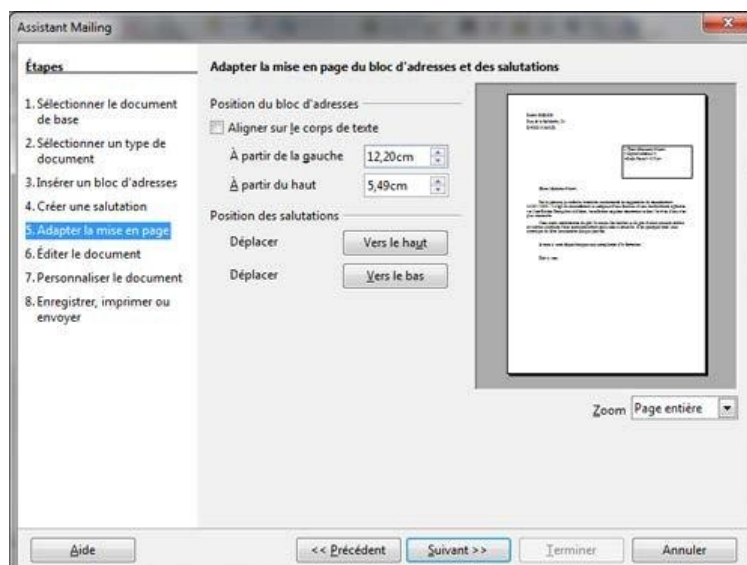 Assistant Mailing
Étapes
1. Sélectionner le document
de base
2. Sélectionner un type de
document
3. Insérer un bloc d'adresses
4. Créer une salutation
5. Adapter la mise en page
6. Éditer le document
7. Personnaliser le document
8. Enregistrer, imprimer ou
envoyer
Adapter la mise en page du bloc d'adresses et des salutations
Position du bloc d'adresses
Aligner sur le corps de texte
À partir de la gauche 12,20cm
À partir du haut 5,49cm
Position des salutations
Déplacer Vers le haut
Déplacer Vers le bas
Zoom Page entière
Aide << Précédent Suivant >> Terminer Annuler